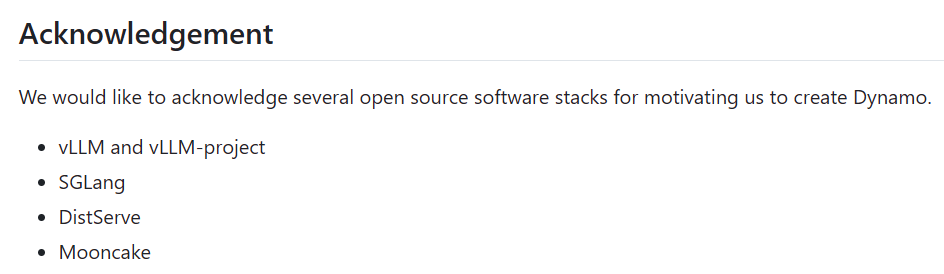 Acknowledgement
We would like to acknowledge several open source software stacks for motivating us to create Dynamo.
• vLLM and vLLM-project
• SGLang
• DistServe
• Mooncake